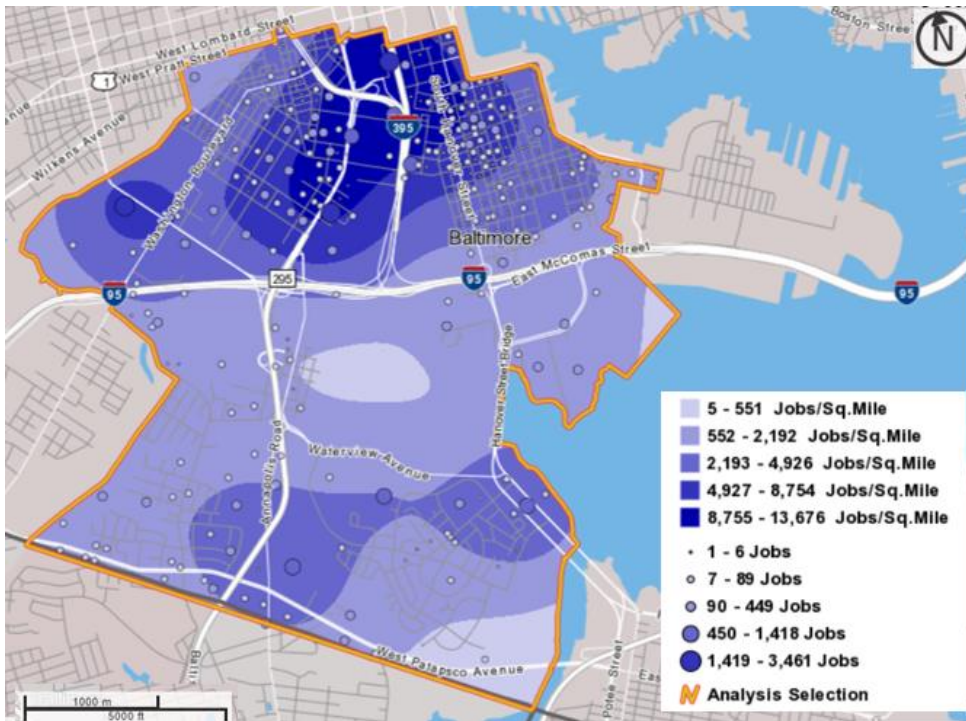 West Lombard Street
West Pratt Street
Boston Street
N
1
Wilkens Avenue
Washington Boulevard
395
Baltimore
East McComas Street
295
95
95
95
Hanover Street Bridge
Waterview Avenue
Annapolis Road
West Patapsco Avenue
Potee Street
5 - 551 Jobs/Sq.Mile
552 - 2,192 Jobs/Sq.Mile
2,193 - 4,926 Jobs/Sq.Mile
4,927 - 8,754 Jobs/Sq.Mile
8,755 - 13,676 Jobs/Sq.Mile
1 - 6 Jobs
7 - 89 Jobs
90 - 449 Jobs
450 - 1,418 Jobs
1,419 - 3,461 Jobs
Analysis Selection
1000 m
5000 ft